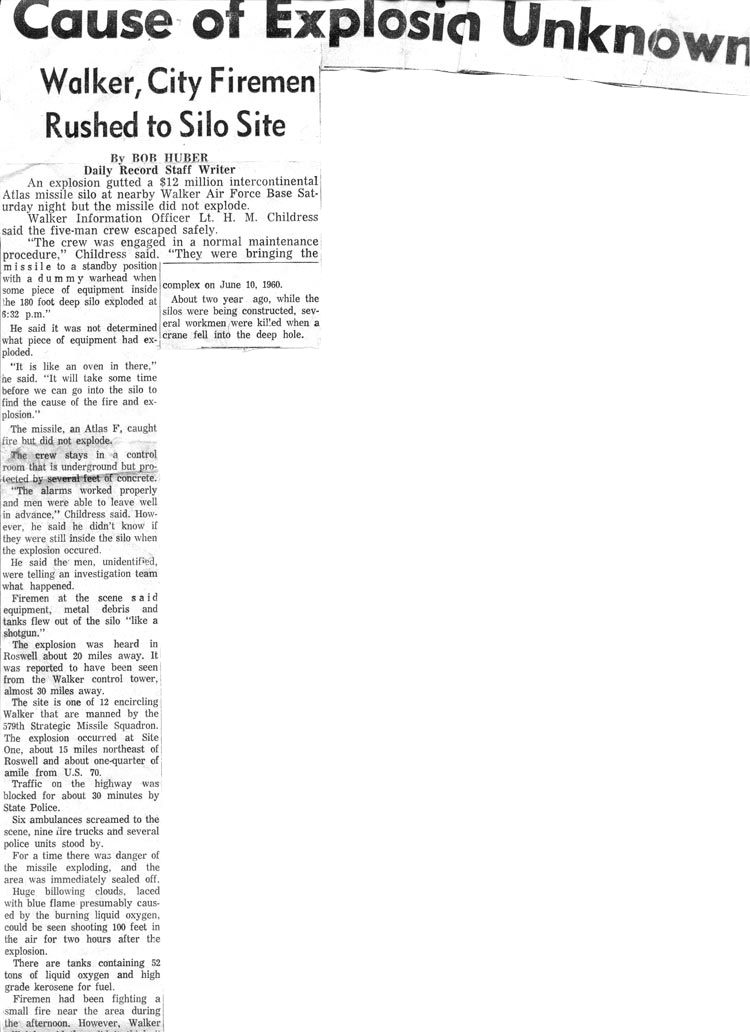 Cause of Explosio Unknown
Walker, City Firemen
Rushed to Silo Site
By BOB HUBER
Daily Record Staff Writer
An explosion gutted a $12 million intercontinental
Atlas missile silo at nearby Walker Air Force Base Sat-
urday night but the missile did not explode.
Walker Information Officer Lt. H. M. Childress
said the five-man crew escaped safely.
"The crew was engaged in a normal maintenance
procedure," Childress said. "They were bringing the
missile to a standby position
with a dummy warhead when
some piece of equipment inside
the 180 foot deep silo exploded at
6:32 p.m."
He said it was not determined
what piece of equipment had ex-
ploded.
"It is like an oven in there,"
he said. "It will take some time
before we can go into the silo to
find the cause of the fire and ex-
plosion."
The missile, an Atlas F, caught
fire but did not explode.
The crew stays in a control
room that is underground but pro-
tected by several feet of concrete.
"The alarms worked properly
and men were able to leave well
in advance," Childress said. How-
ever, he said he didn't know if
they were still inside the silo when
the explosion occured.
He said the men, unidentified,
were telling an investigation team
what happened.
Firemen at the scene said
equipment, metal debris and
tanks flew out of the silo "like a
shotgun."
The explosion was heard in
Roswell about 20 miles away. It
was reported to have been seen
from the Walker control tower,
almost 30 miles away.
The site is one of 12 encircling
Walker that are manned by the
579th Strategic Missile Squadron.
The explosion occurred at Site
One, about 15 miles northeast of
Roswell and about one-quarter of
amile from U.S. 70.
Traffic on the highway was
blocked for about 30 minutes by
State Police.
Six ambulances screamed to the
scene, nine fire trucks and several
police units stood by.
For a time there was danger of
the missile exploding, and the
area was immediately sealed off.
Huge billowing clouds, laced
with blue flame presumably caus-
ed by the burning liquid oxygen,
could be seen shooting 100 feet in
the air for two hours after the
explosion.
There are tanks containing 52
tons of liquid oxygen and high
grade kerosene for fuel.
Firemen had been fighting a
small fire near the area during
the afternoon. However, Walker
complex on June 10, 1960.
About two year ago, while the
silos were being constructed, sev-
eral workmen were killed when a
crane fell into the deep hole.